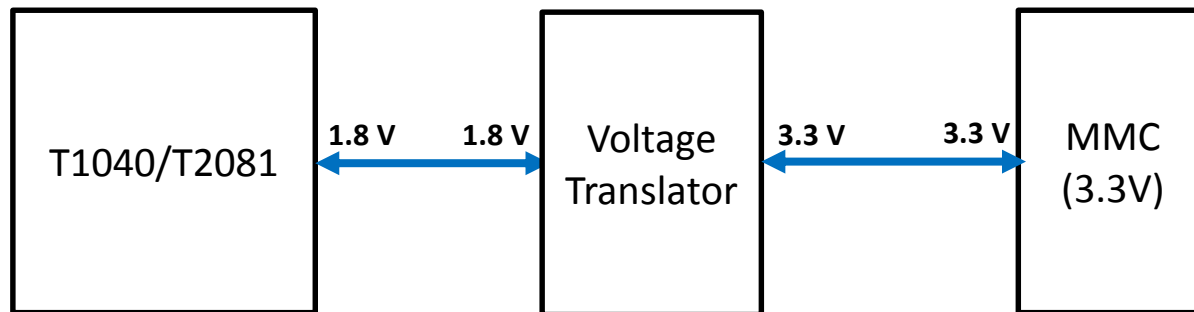 T1040/T2081
1.8 V
1.8 V
Voltage
Translator
3.3 V
3.3 V
MMC
(3.3V)